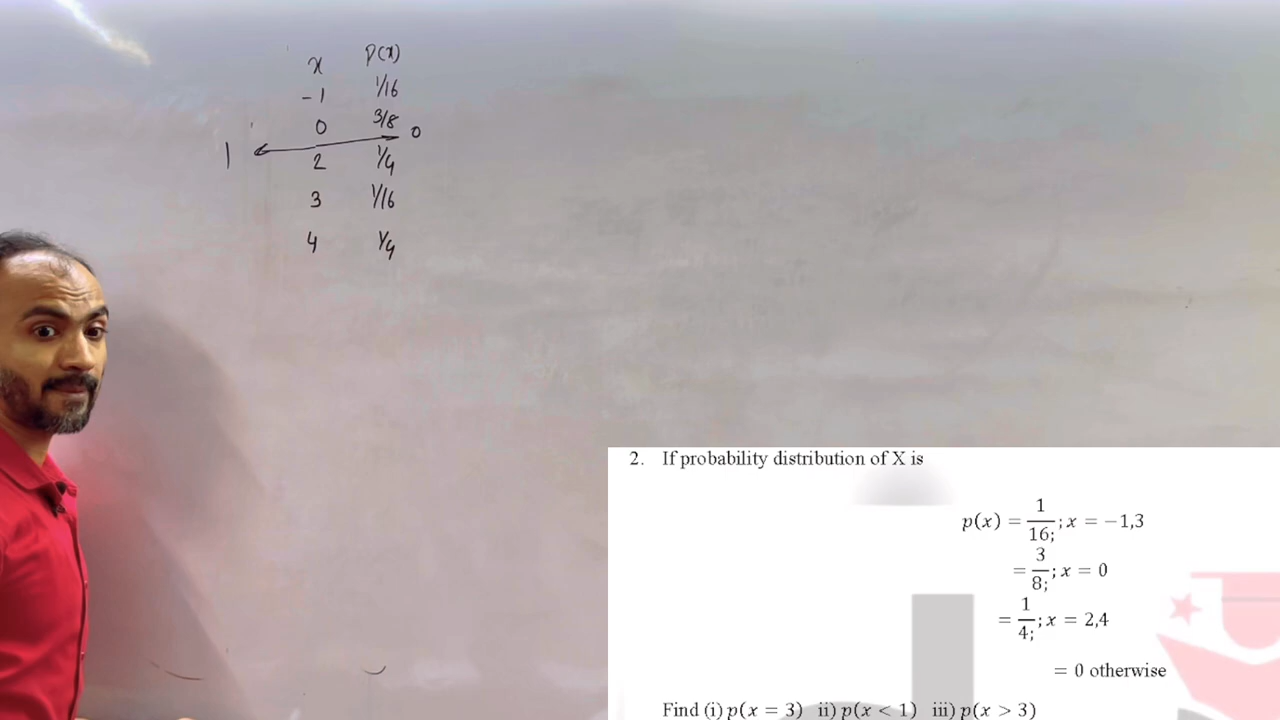 x P(x)
-1 1/16
0 3/8
1 0
2 1/4
3 1/16
4 1/4
2. If probability distribution of X is
p(x) = 1/16; ; x = −1,3
= 3/8; ; x = 0
= 1/4; ; x = 2,4
= 0 otherwise
Find (i) p(x = 3) ii) p(x < 1) iii) p(x > 3)